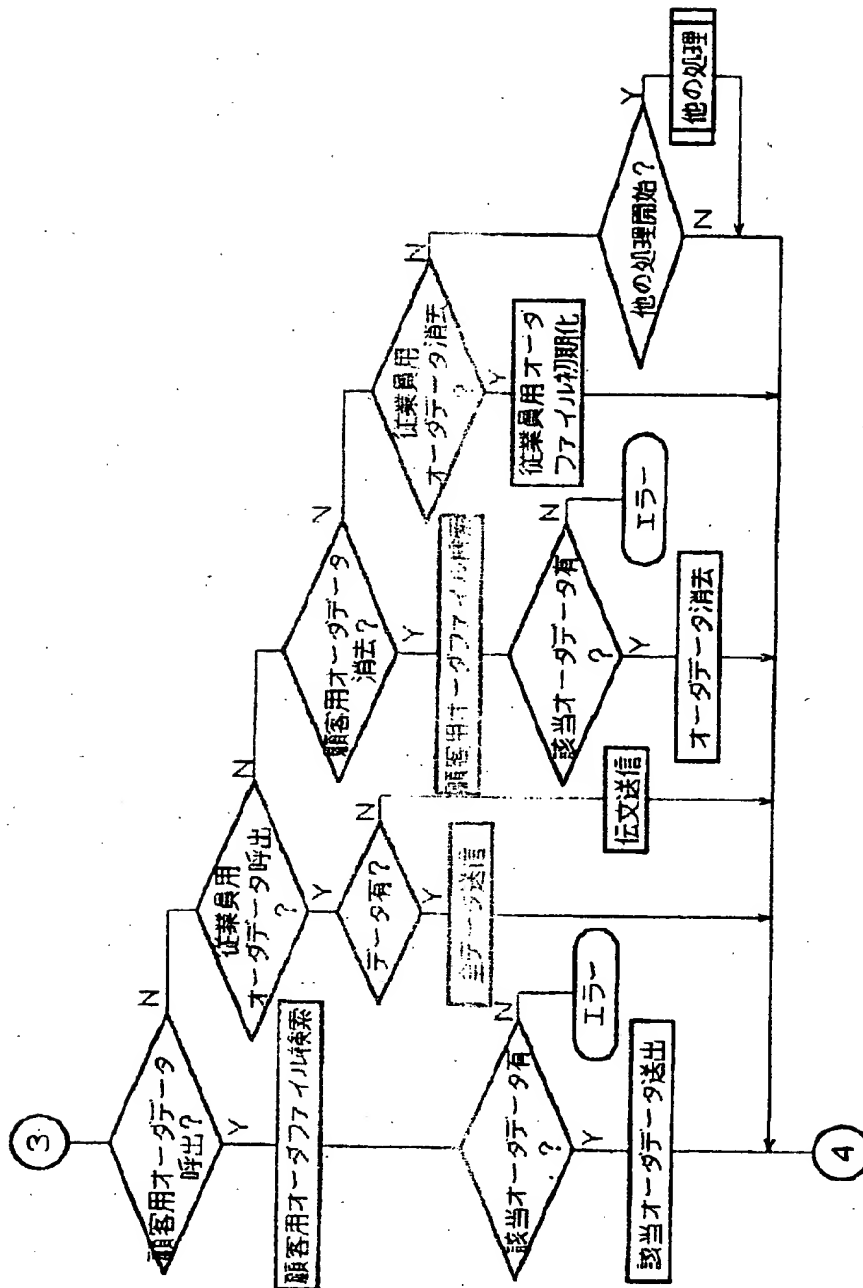 3
顧客用オーダデータ
呼出?
N
Y
顧客用オーダファイル検索
該当オーダデータ有
?
N
エラー
Y
該当オーダデータ送出
従業員用
オーダデータ呼出
?
N
Y
データ有?
N
Y
全データ送信
伝文送信
顧客用オーダデータ
消去?
N
Y
顧客用オーダファイル検索
該当オーダデータ有
?
N
エラー
Y
オーダデータ消去
従業員用
オーダデータ消去
?
N
Y
従業員用オーダ
ファイル初期化
他の処理開始?
Y
他の処理
N
4